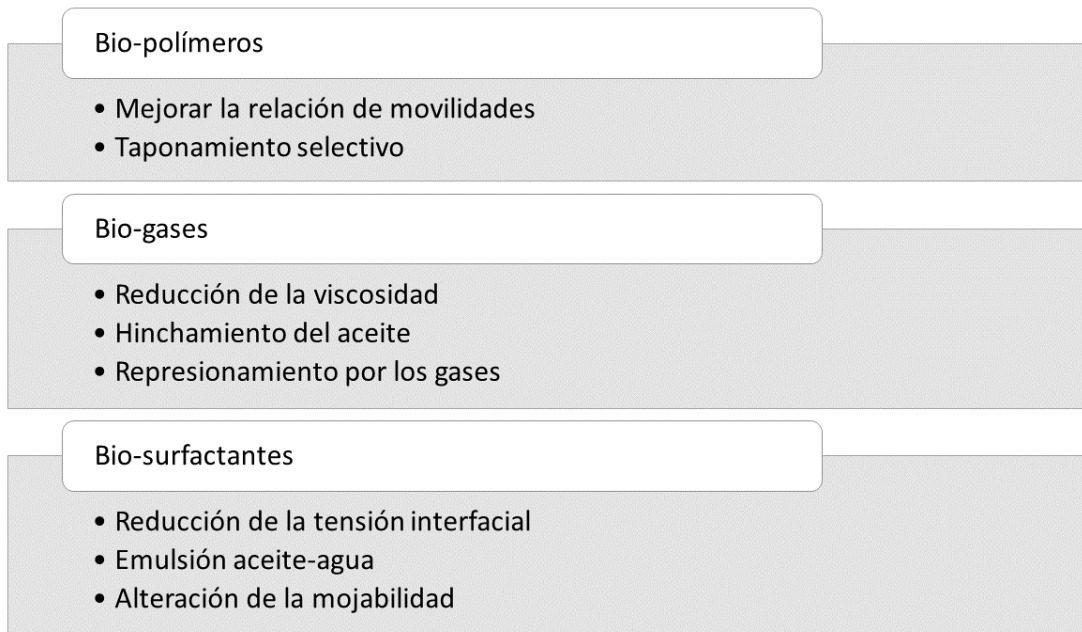 Bio-polímeros
• Mejorar la relación de movilidades
• Taponamiento selectivo
Bio-gases
• Reducción de la viscosidad
• Hinchamiento del aceite
• Represionamiento por los gases
Bio-surfactantes
• Reducción de la tensión interfacial
• Emulsión aceite-agua
• Alteración de la mojabilidad